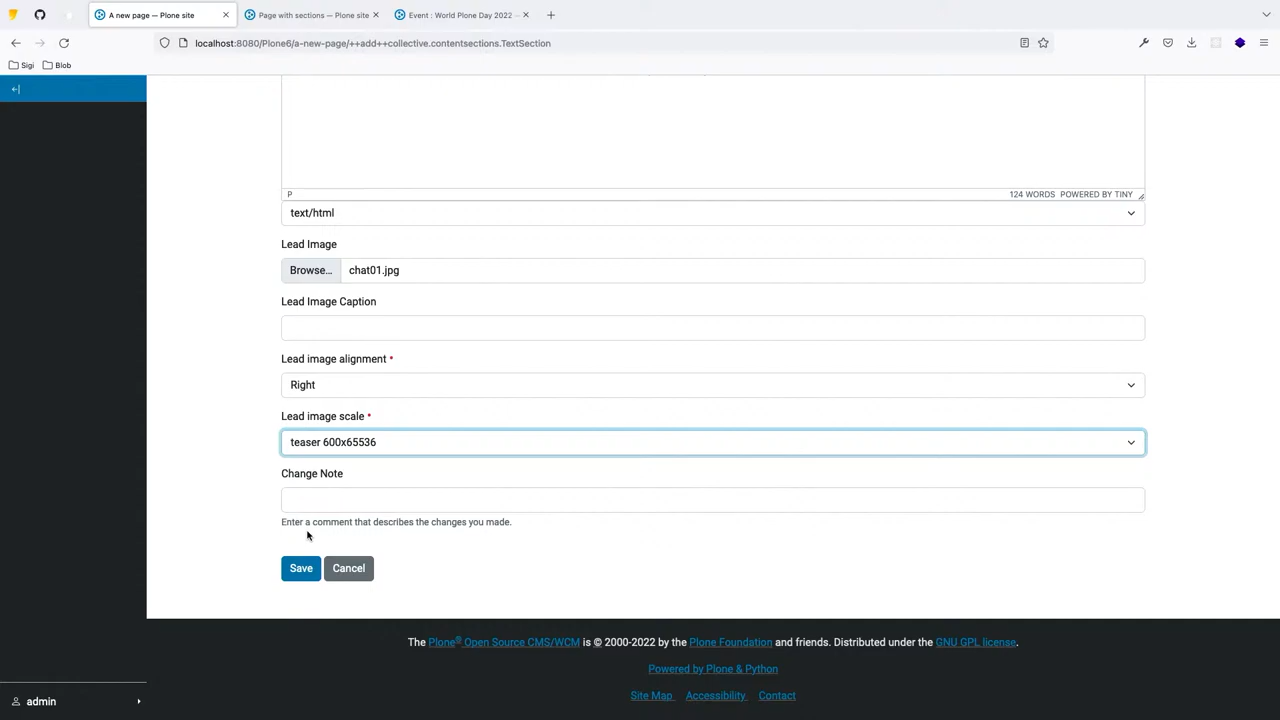 A new page — Plone site
Page with sections — Plone site
Event : World Plone Day 2022 —
localhost:8080/Plone6/a-new-page/++add++collective.contentsections.TextSection
Sigi
Blob
P
124 WORDS POWERED BY TINY
text/html
Lead Image
Browse...
chat01.jpg
Lead Image Caption
Lead image alignment •
Right
Lead image scale •
teaser 600x65536
Change Note
Enter a comment that describes the changes you made.
Save
Cancel
The Plone® Open Source CMS/WCM is © 2000-2022 by the Plone Foundation and friends. Distributed under the GNU GPL license.
Powered by Plone & Python
Site Map
Accessibility
Contact
admin